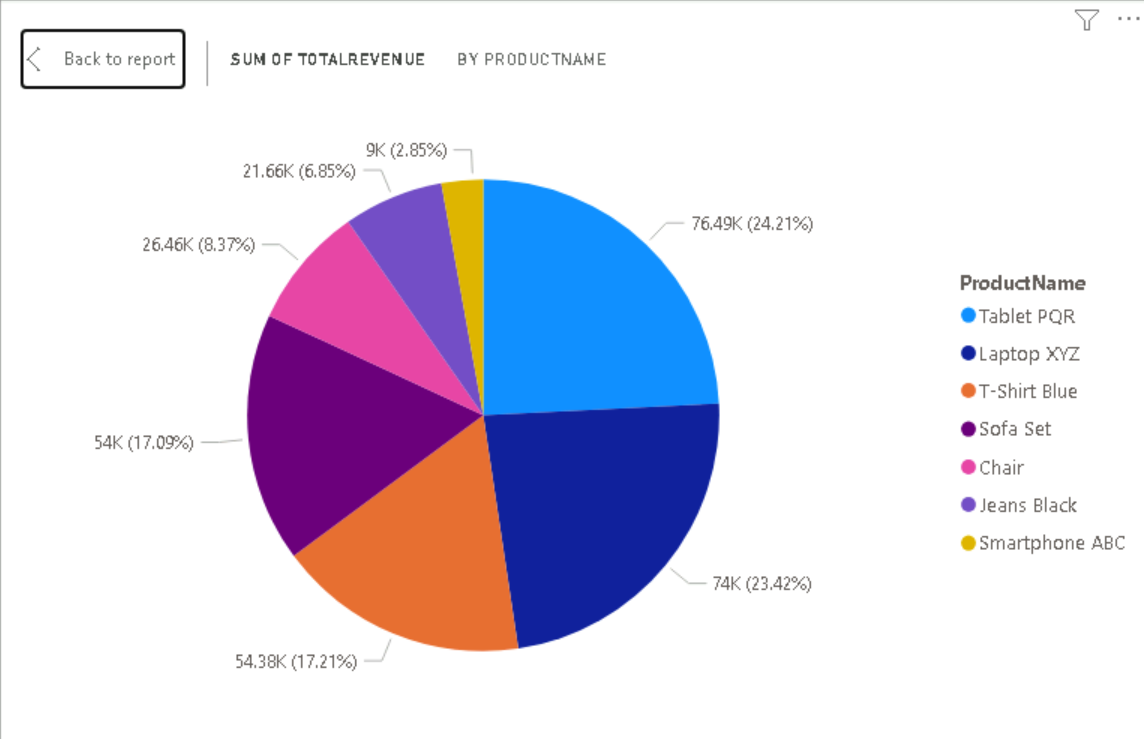 Back to report
SUM OF TOTALREVENUE BY PRODUCTNAME
9K (2.85%)
21.66K (6.85%)
76.49K (24.21%)
26.46K (8.37%)
54K (17.09%)
74K (23.42%)
54.38K (17.21%)
ProductName
Tablet PQR
Laptop XYZ
T-Shirt Blue
Sofa Set
Chair
Jeans Black
Smartphone ABC